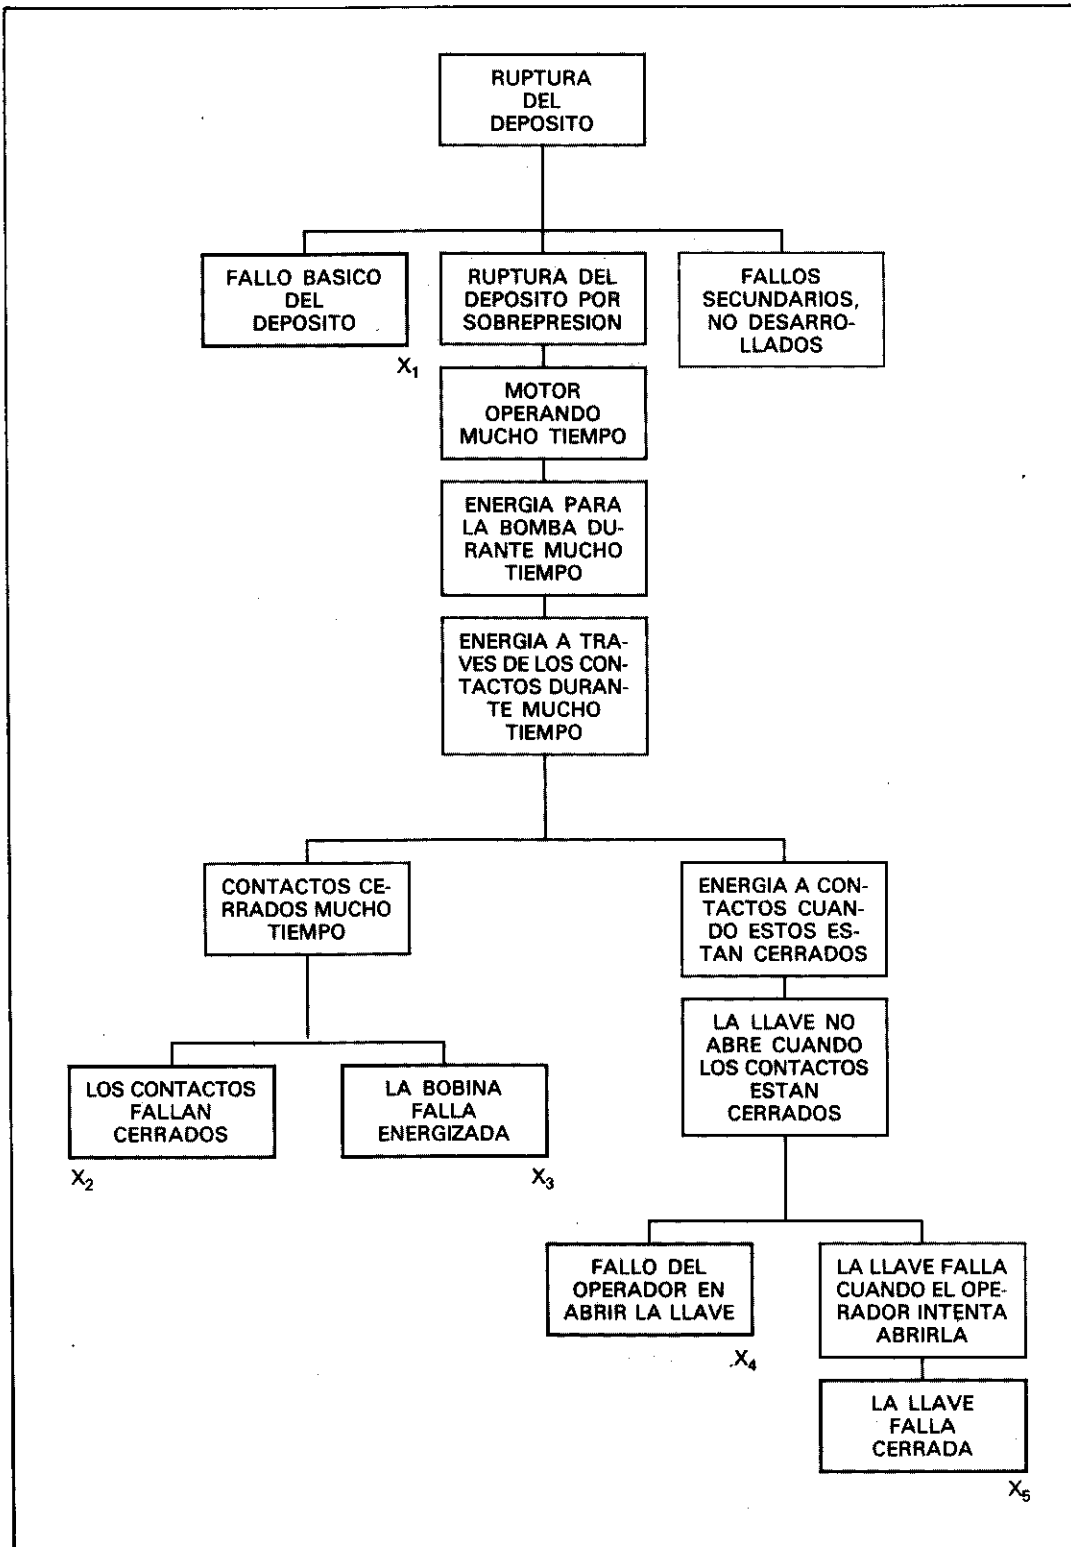 RUPTURA
DEL
DEPOSITO
FALLO BASICO
DEL
DEPOSITO
X₁
RUPTURA DEL
DEPOSITO POR
SOBREPRESION
FALLOS
SECUNDARIOS,
NO DESARRO-
LLADOS
MOTOR
OPERANDO
MUCHO TIEMPO
ENERGIA PARA
LA BOMBA DU-
RANTE MUCHO
TIEMPO
ENERGIA A TRA-
VES DE LOS CON-
TACTOS DURAN-
TE MUCHO
TIEMPO
CONTACTOS CE-
RRADOS MUCHO
TIEMPO
ENERGIA A CON-
TACTOS CUAN-
DO ESTOS ES-
TAN CERRADOS
LA LLAVE NO
ABRE CUANDO
LOS CONTACTOS
ESTAN
CERRADOS
LOS CONTACTOS
FALLAN
CERRADOS
X₂
LA BOBINA
FALLA
ENERGIZADA
X₃
FALLO DEL
OPERADOR EN
ABRIR LA LLAVE
X₄
LA LLAVE FALLA
CUANDO EL OPE-
RADOR INTENTA
ABRIRLA
LA LLAVE
FALLA
CERRADA
X₅